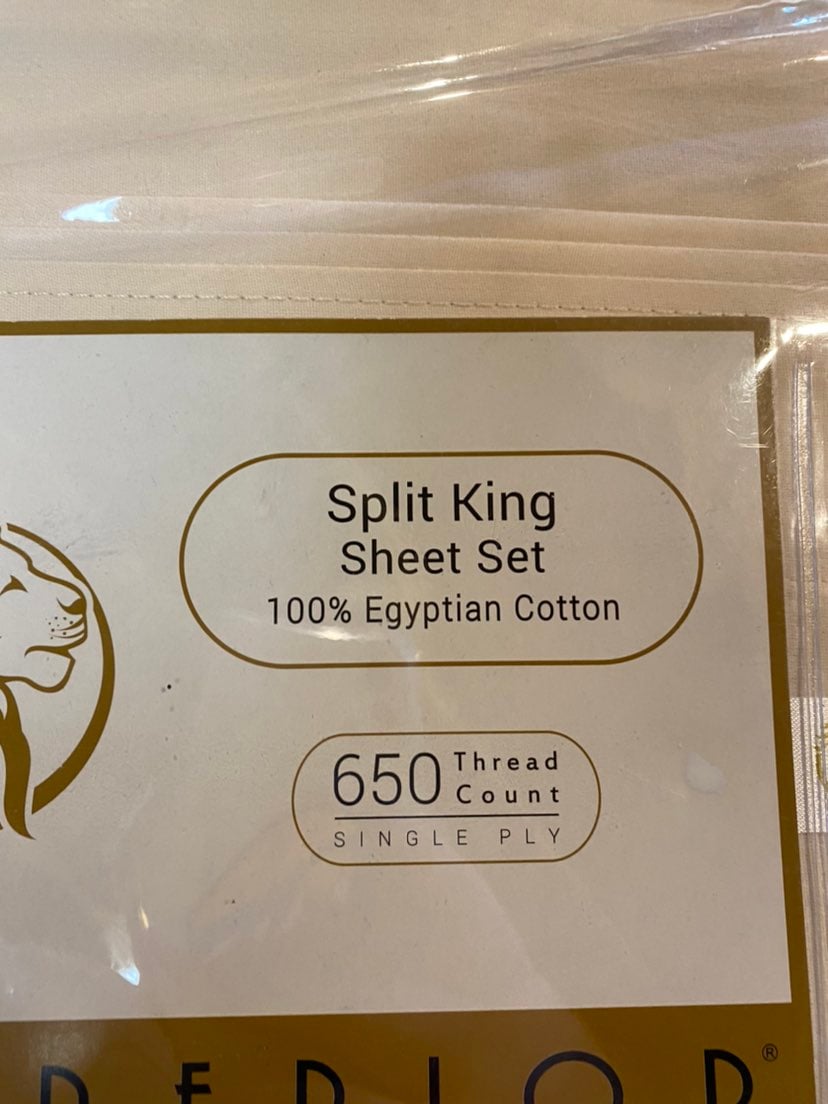 Split King
Sheet Set
100% Egyptian Cotton
650 Thread
Count
SINGLE PLY
®